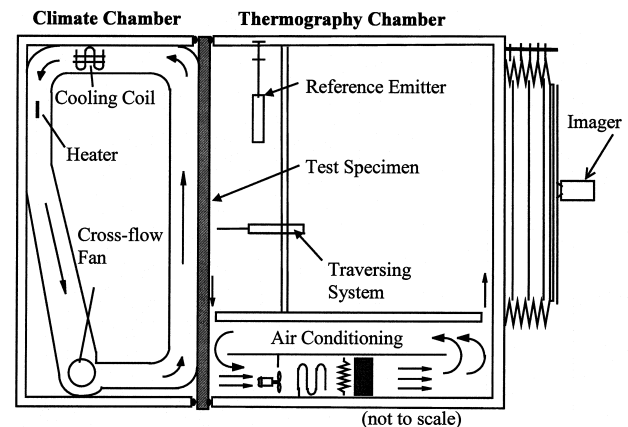 Climate Chamber
Thermography Chamber
Cooling Coil
Reference Emitter
Imager
Heater
Test Specimen
Cross-flow
Fan
Traversing
System
Air Conditioning
(not to scale)